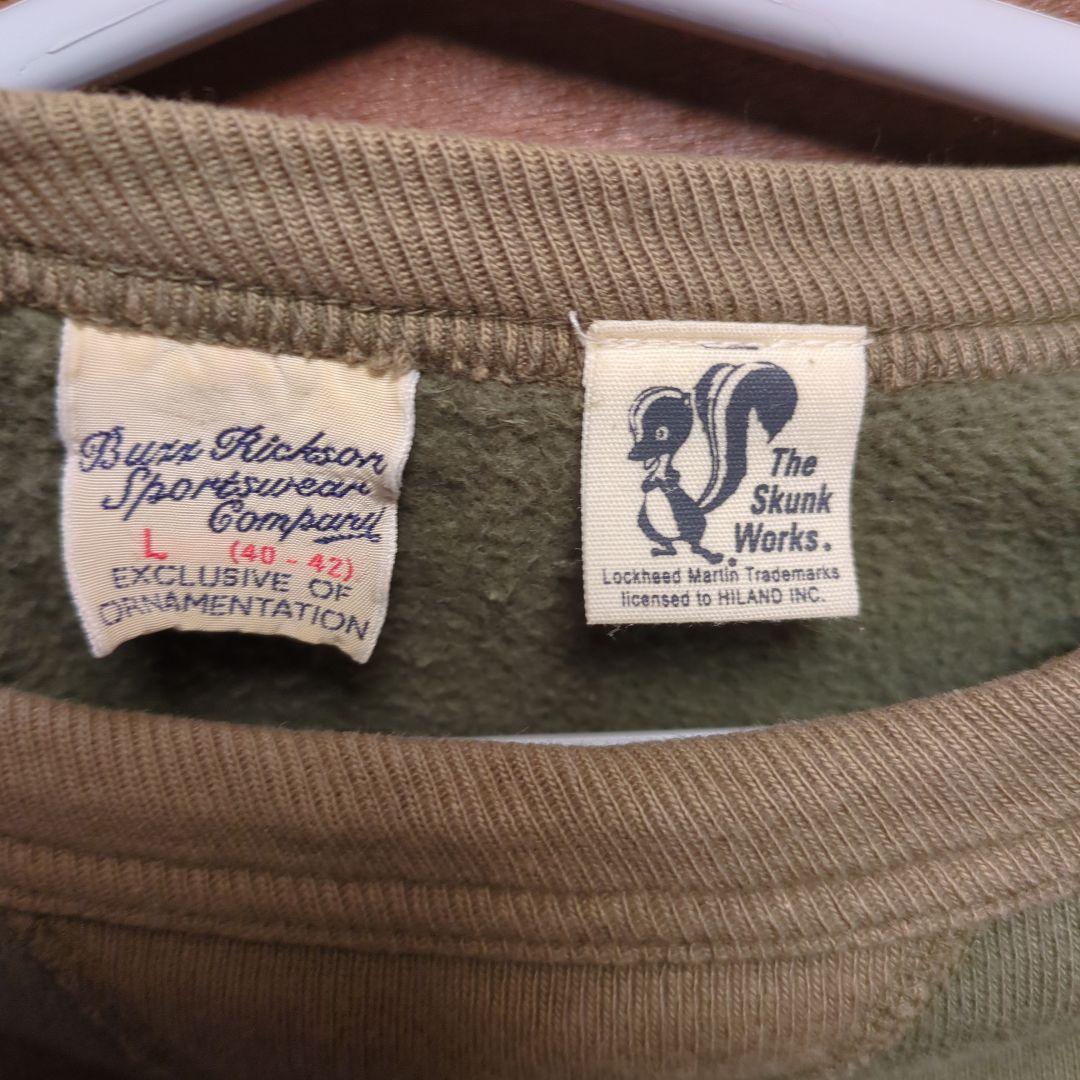 Buzz Rickson
Sportswear
Company
L (40 - 42)
EXCLUSIVE OF
ORNAMENTATION
The
Skunk
Works.
Lockheed Martin Trademarks
licensed to HILAND INC.